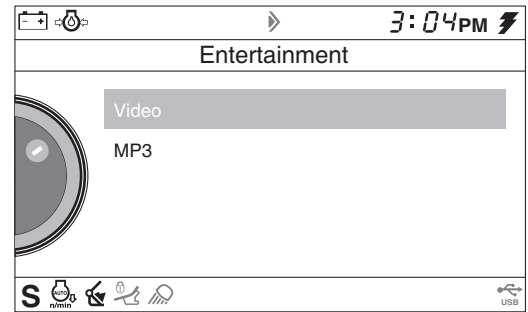 3:04PM
Entertainment
Video
MP3
S AUTO n/min
USB